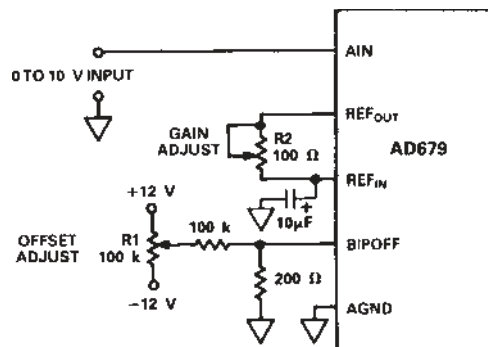 AIN
0 TO 10 V INPUT
REFOUT
GAIN
ADJUST
R2
100 Ω
AD679
REFIN
+
10µF
+12 V
OFFSET
ADJUST
R1
100 k
100 k
BIPOFF
200 Ω
−12 V
AGND